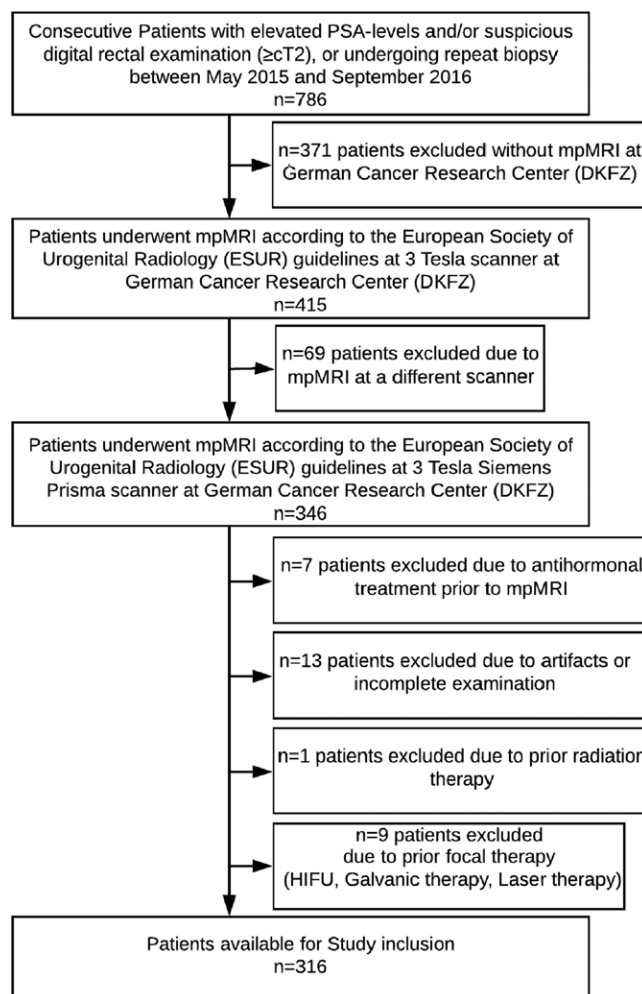 Consecutive Patients with elevated PSA-levels and/or suspicious
digital rectal examination (≥cT2), or undergoing repeat biopsy
between May 2015 and September 2016
n=786
n=371 patients excluded without mpMRI at
German Cancer Research Center (DKFZ)
Patients underwent mpMRI according to the European Society of
Urogenital Radiology (ESUR) guidelines at 3 Tesla scanner at
German Cancer Research Center (DKFZ)
n=415
n=69 patients excluded due to
mpMRI at a different scanner
Patients underwent mpMRI according to the European Society of
Urogenital Radiology (ESUR) guidelines at 3 Tesla Siemens
Prisma scanner at German Cancer Research Center (DKFZ)
n=346
n=7 patients excluded due to antihormonal
treatment prior to mpMRI
n=13 patients excluded due to artifacts or
incomplete examination
n=1 patients excluded due to prior radiation
therapy
n=9 patients excluded
due to prior focal therapy
(HIFU, Galvanic therapy, Laser therapy)
Patients available for Study inclusion
n=316